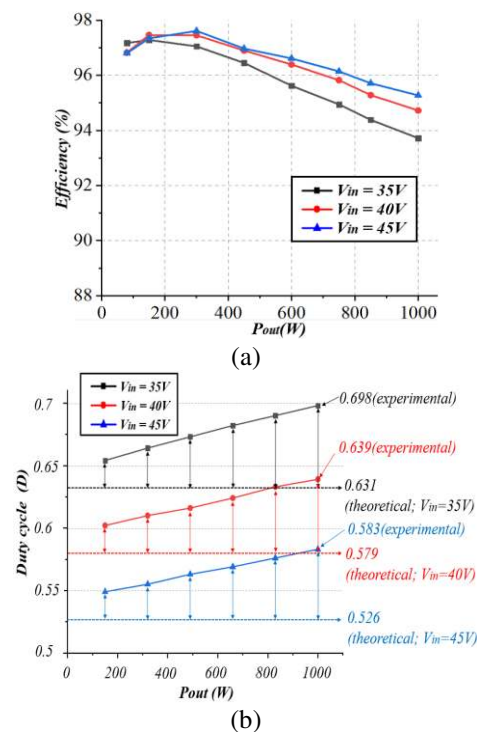 98
96
94
92
90
88
Efficiency (%)
Vin = 35V
Vin = 40V
Vin = 45V
0 200 400 600 800 1000
Pout(W)
(a)
Vin = 35V
Vin = 40V
Vin = 45V
0.7
0.65
0.6
0.55
0.5
Duty cycle (D)
0.698(experimental)
0.639(experimental)
0.631
(theoretical; Vin=35V)
0.583(experimental)
0.579
(theoretical; Vin=40V)
0.526
(theoretical; Vin=45V)
0 200 400 600 800 1000
Pout (W)
(b)